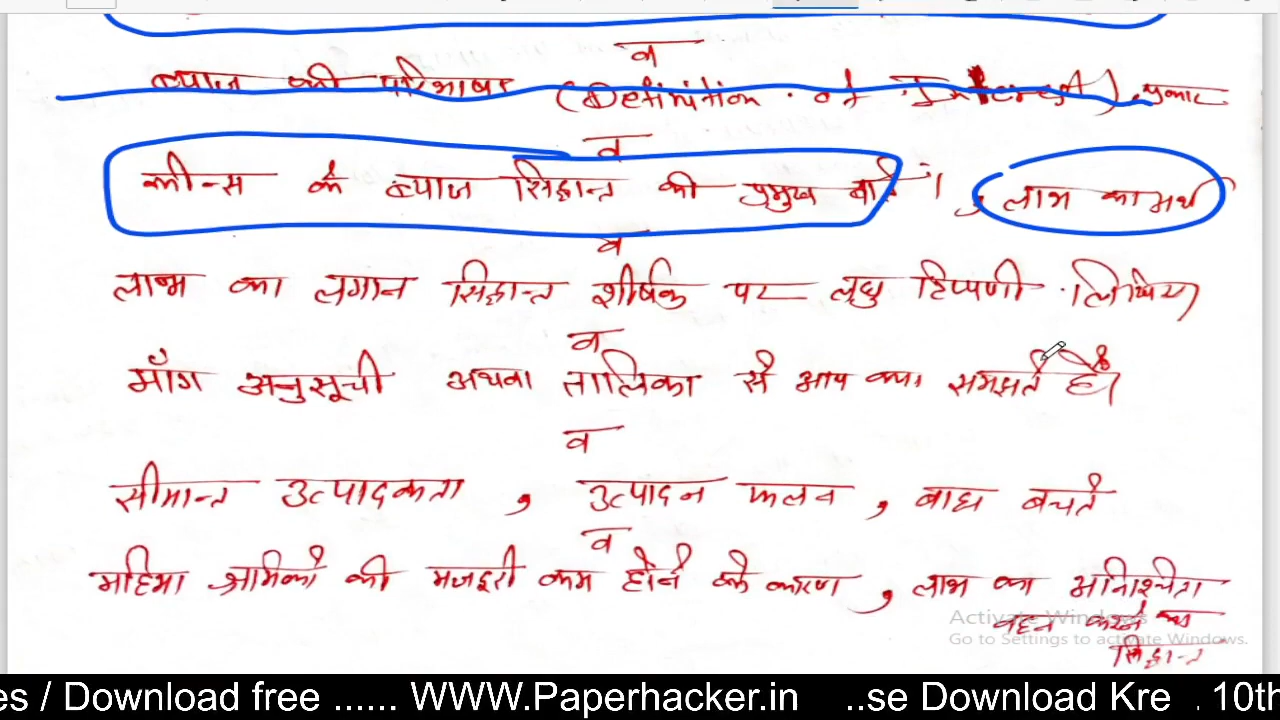 व
ब्याज की परिभाषा (Definition of Interest), प्रकार
व
कीन्स के ब्याज सिद्धान्त की प्रमुख बातें। , लाभ का अर्थ
व
लाभ का लगान सिद्धान्त शीर्षक पर लघु टिप्पणी लिखिए
व
माँग अनुसूची अथवा तालिका से आप क्या समझते हैं।
व
सीमान्त उत्पादकता , उत्पादन फलन , बाह्य बचतें
व
महिला श्रमिकों की मजदूरी कम होने के कारण , लाभ का अनिश्चितता
वहन करने का
सिद्धान्त
Activate Windows
Go to Settings to activate Windows.
es / Download free ...... WWW.Paperhacker.in ..se Download Kre . 10th